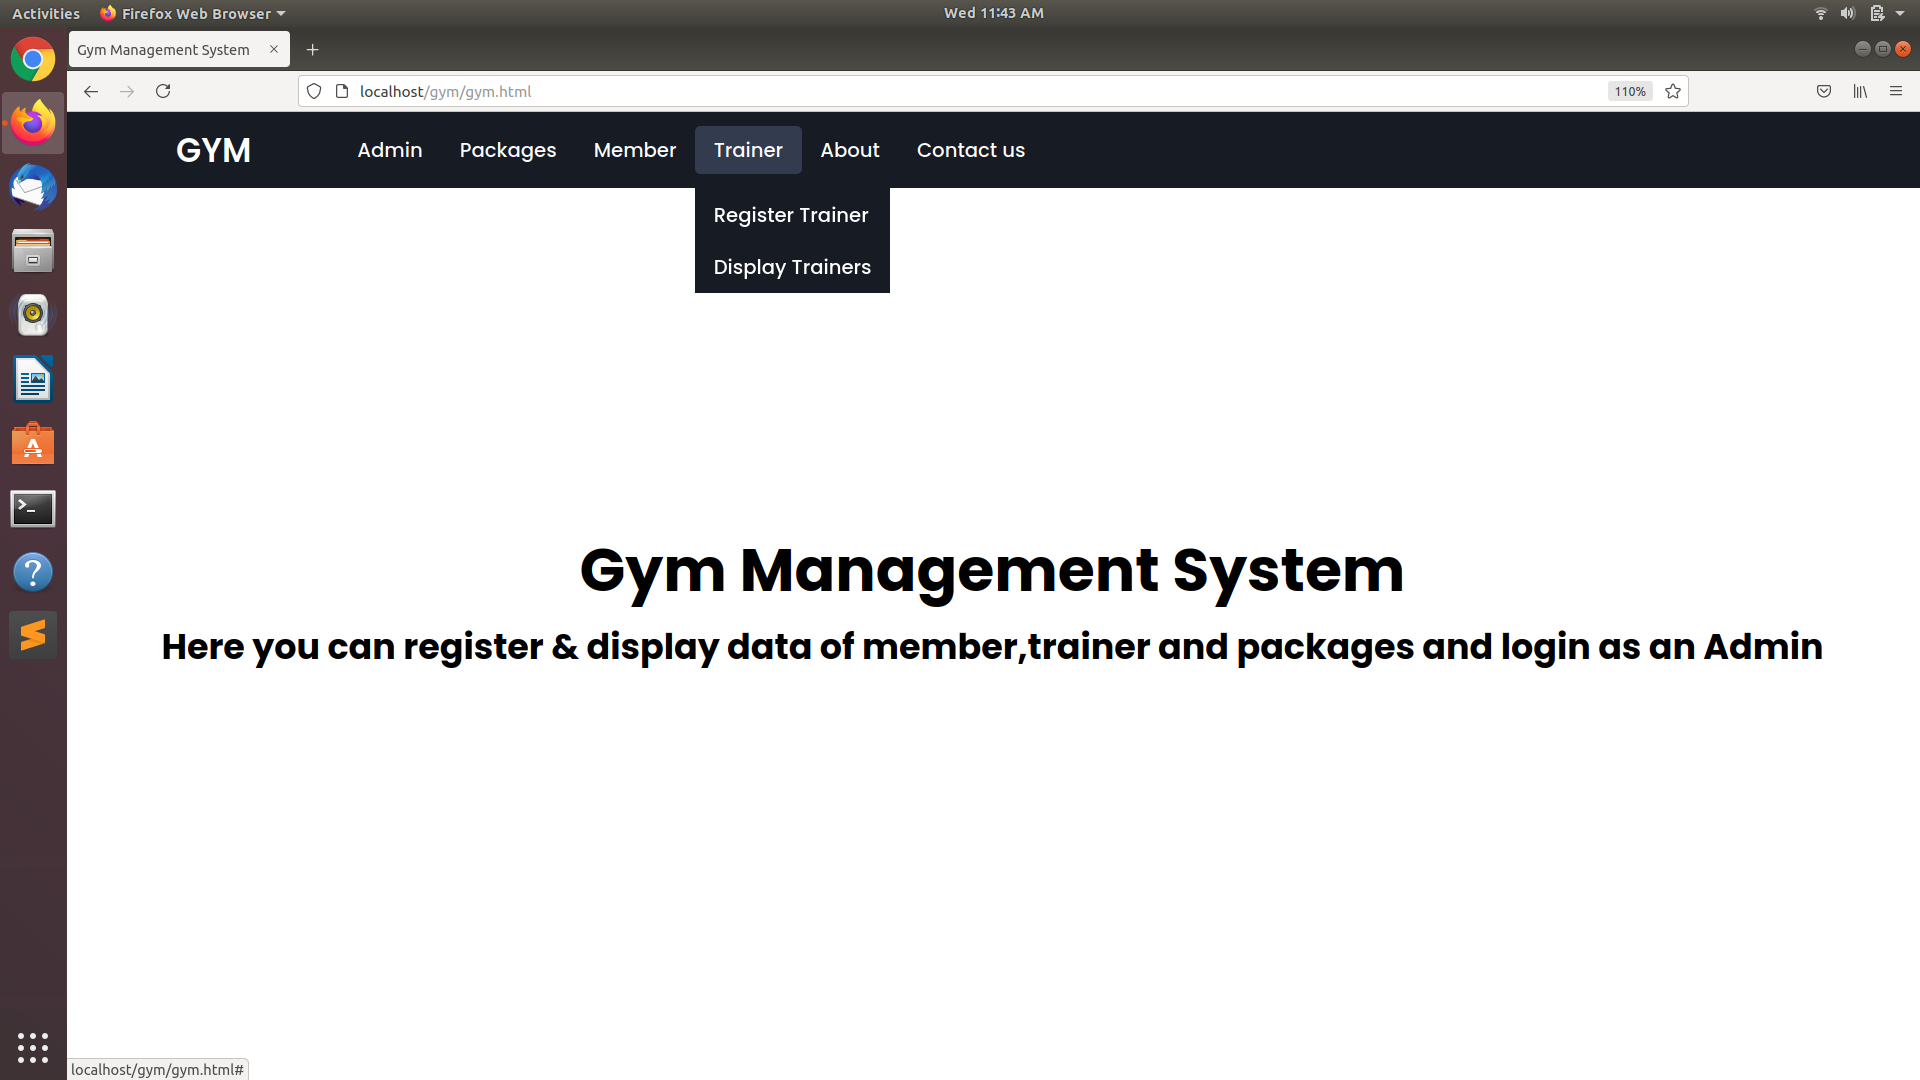 Activities Firefox Web Browser Wed 11:43 AM
Gym Management System
localhost/gym/gym.html 110%
GYM Admin Packages Member Trainer About Contact us
Register Trainer
Display Trainers
Gym Management System
Here you can register & display data of member,trainer and packages and login as an Admin
localhost/gym/gym.html#